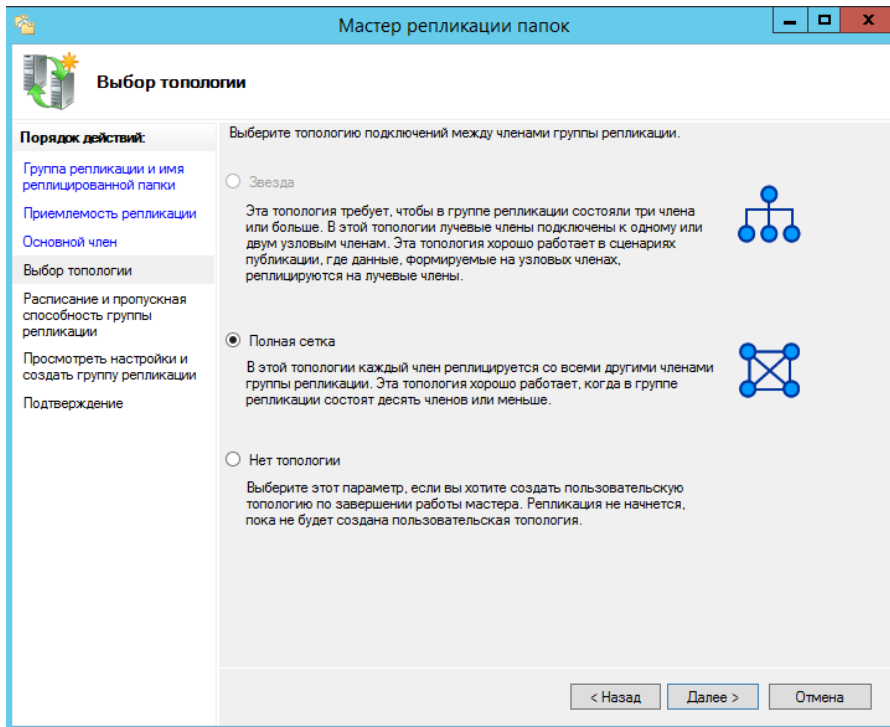 Мастер репликации папок
Выбор топологии
Порядок действий:
Группа репликации и имя
реплицированной папки
Приемлемость репликации
Основной член
Выбор топологии
Расписание и пропускная
способность группы
репликации
Просмотреть настройки и
создать группу репликации
Подтверждение
Выберите топологию подключений между членами группы репликации.
Звезда
Эта топология требует, чтобы в группе репликации состояли три члена
или больше. В этой топологии лучевые члены подключены к одному или
двум узловым членам. Эта топология хорошо работает в сценариях
публикации, где данные, формируемые на узловых членах,
реплицируются на лучевые члены.
Полная сетка
В этой топологии каждый член реплицируется со всеми другими членами
группы репликации. Эта топология хорошо работает, когда в группе
репликации состоят десять членов или меньше.
Нет топологии
Выберите этот параметр, если вы хотите создать пользовательскую
топологию по завершении работы мастера. Репликация не начнется,
пока не будет создана пользовательская топология.
< Назад
Далее >
Отмена